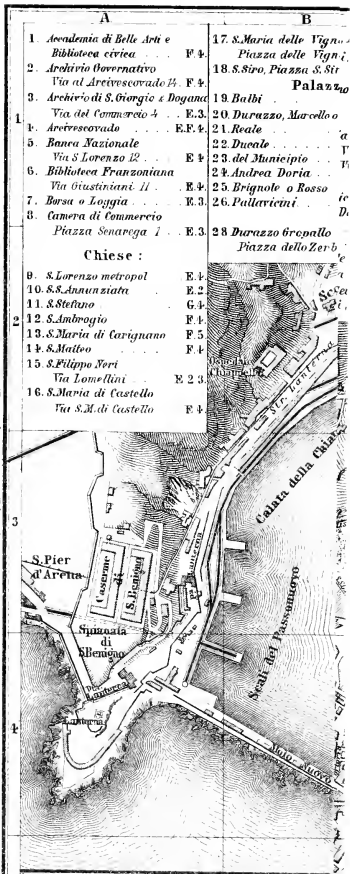 A
B
1. Accademia di Belle Arti e
Biblioteca civica . F.4.
2. Archivio Governativo
Via al Arcivescovado 14. F.4.
3. Archivio di S. Giorgio e Dogana
Via del Commercio 4 . E.3.
4. Arcivescovado . E.F.4.
5. Banca Nazionale
Via S Lorenzo 12 . . E 4
6. Biblioteca Franzoniana
Via Giustiniani 11 . E.4.
7. Borsa o Loggia . . E.3.
8. Camera di Commercio
Piazza Senarega 1 . . E.3.
Chiese :
9. S. Lorenzo metropol E.4.
10. S.S. Annunziata . E.2
11. S. Stefano . . G.4.
12. S. Ambrogio . . F.4.
13. S. Maria di Carignano F.5
14. S. Matteo . . F.4
15. S. Filippo Neri
Via Lomellini . . E 2 3.
16. S. Maria di Castello
Via S.M. di Castello E 4
17. S. Maria delle Vign
Piazza delle Vign
18. S. Siro, Piazza S. Sir
Palazzo
19. Balbi
20. Durazzo, Marcello o
21. Reale
22. Ducale
23. del Municipio
24. Andrea Doria
25. Brignole o Rosso
26. Pallavicini
28 Durazzo Gropallo
Piazza dello Zerb
1
2
3
4
Str. Lanterna
Calata della Chiap
S. Pier
d'Arena
Caserme
di
S. Benigno
Scali del Passonuovo
Spianata
di
S. Benigno
Lanterna
Lanterna
Molo Nuovo